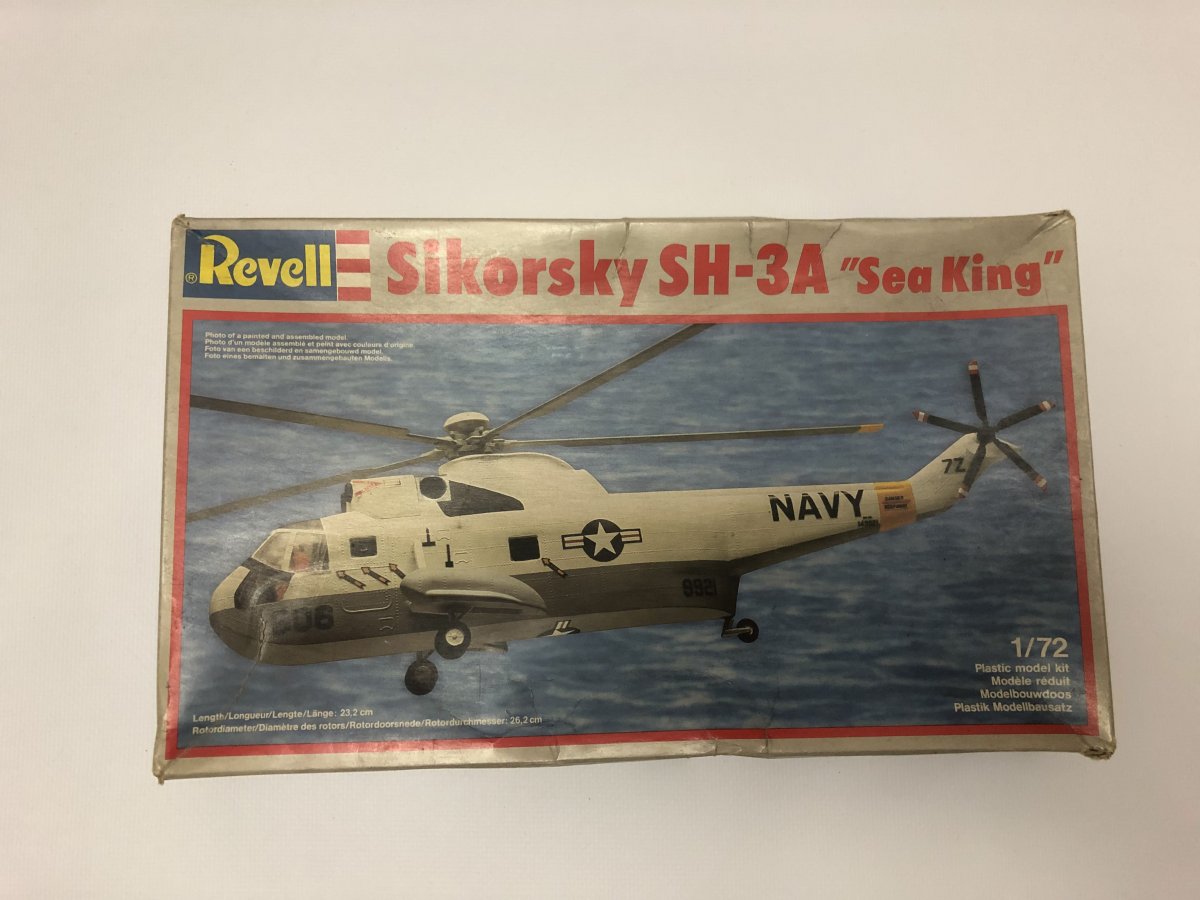 ® Revell Sikorsky SH-3A "Sea King"
Photo of a painted and assembled model.
Photo d'un modèle assemblé et peint avec couleurs d'origine
Foto van een beschilderd en samengebouwd model.
Foto eines bemalten und zusammengebauten Modells.
7Z
NAVY
DANGER
6921
06
1/72
Plastic model kit
Modèle réduit
Modelbouwdoos
Plastik Modellbausatz
Length/Longueur/Lengte/Länge: 23,2 cm
Rotordiameter/Diamètre des rotors/Rotordoorsnede/Rotordurchmesser: 26,2 cm